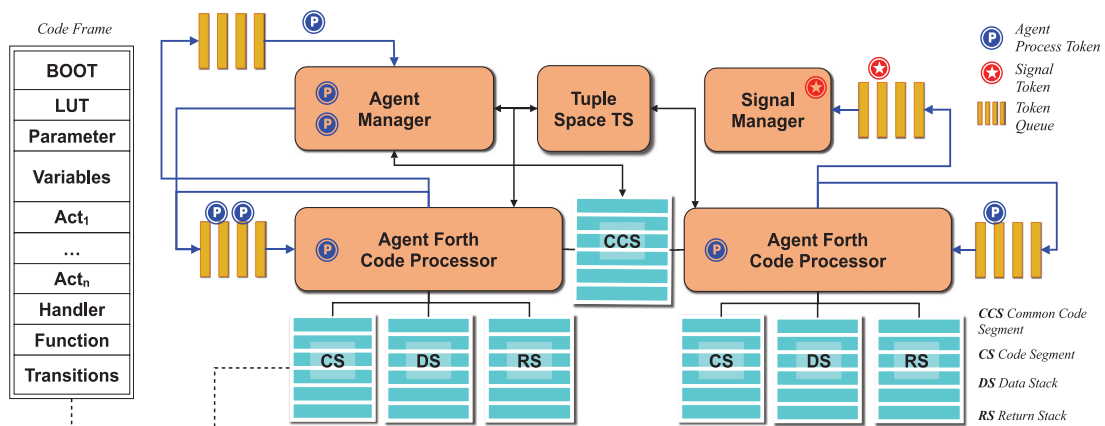 Code Frame
BOOT
LUT
Parameter
Variables
Act1
...
Actn
Handler
Function
Transitions
P
P
P
Agent
Manager
Tuple
Space TS
Signal
Manager
P
Agent
Process Token
Signal
Token
Token
Queue
P
P
P
Agent Forth
Code Processor
CCS
P
Agent Forth
Code Processor
P
CS
DS
RS
CS
DS
RS
CCS Common Code
Segment
CS Code Segment
DS Data Stack
RS Return Stack